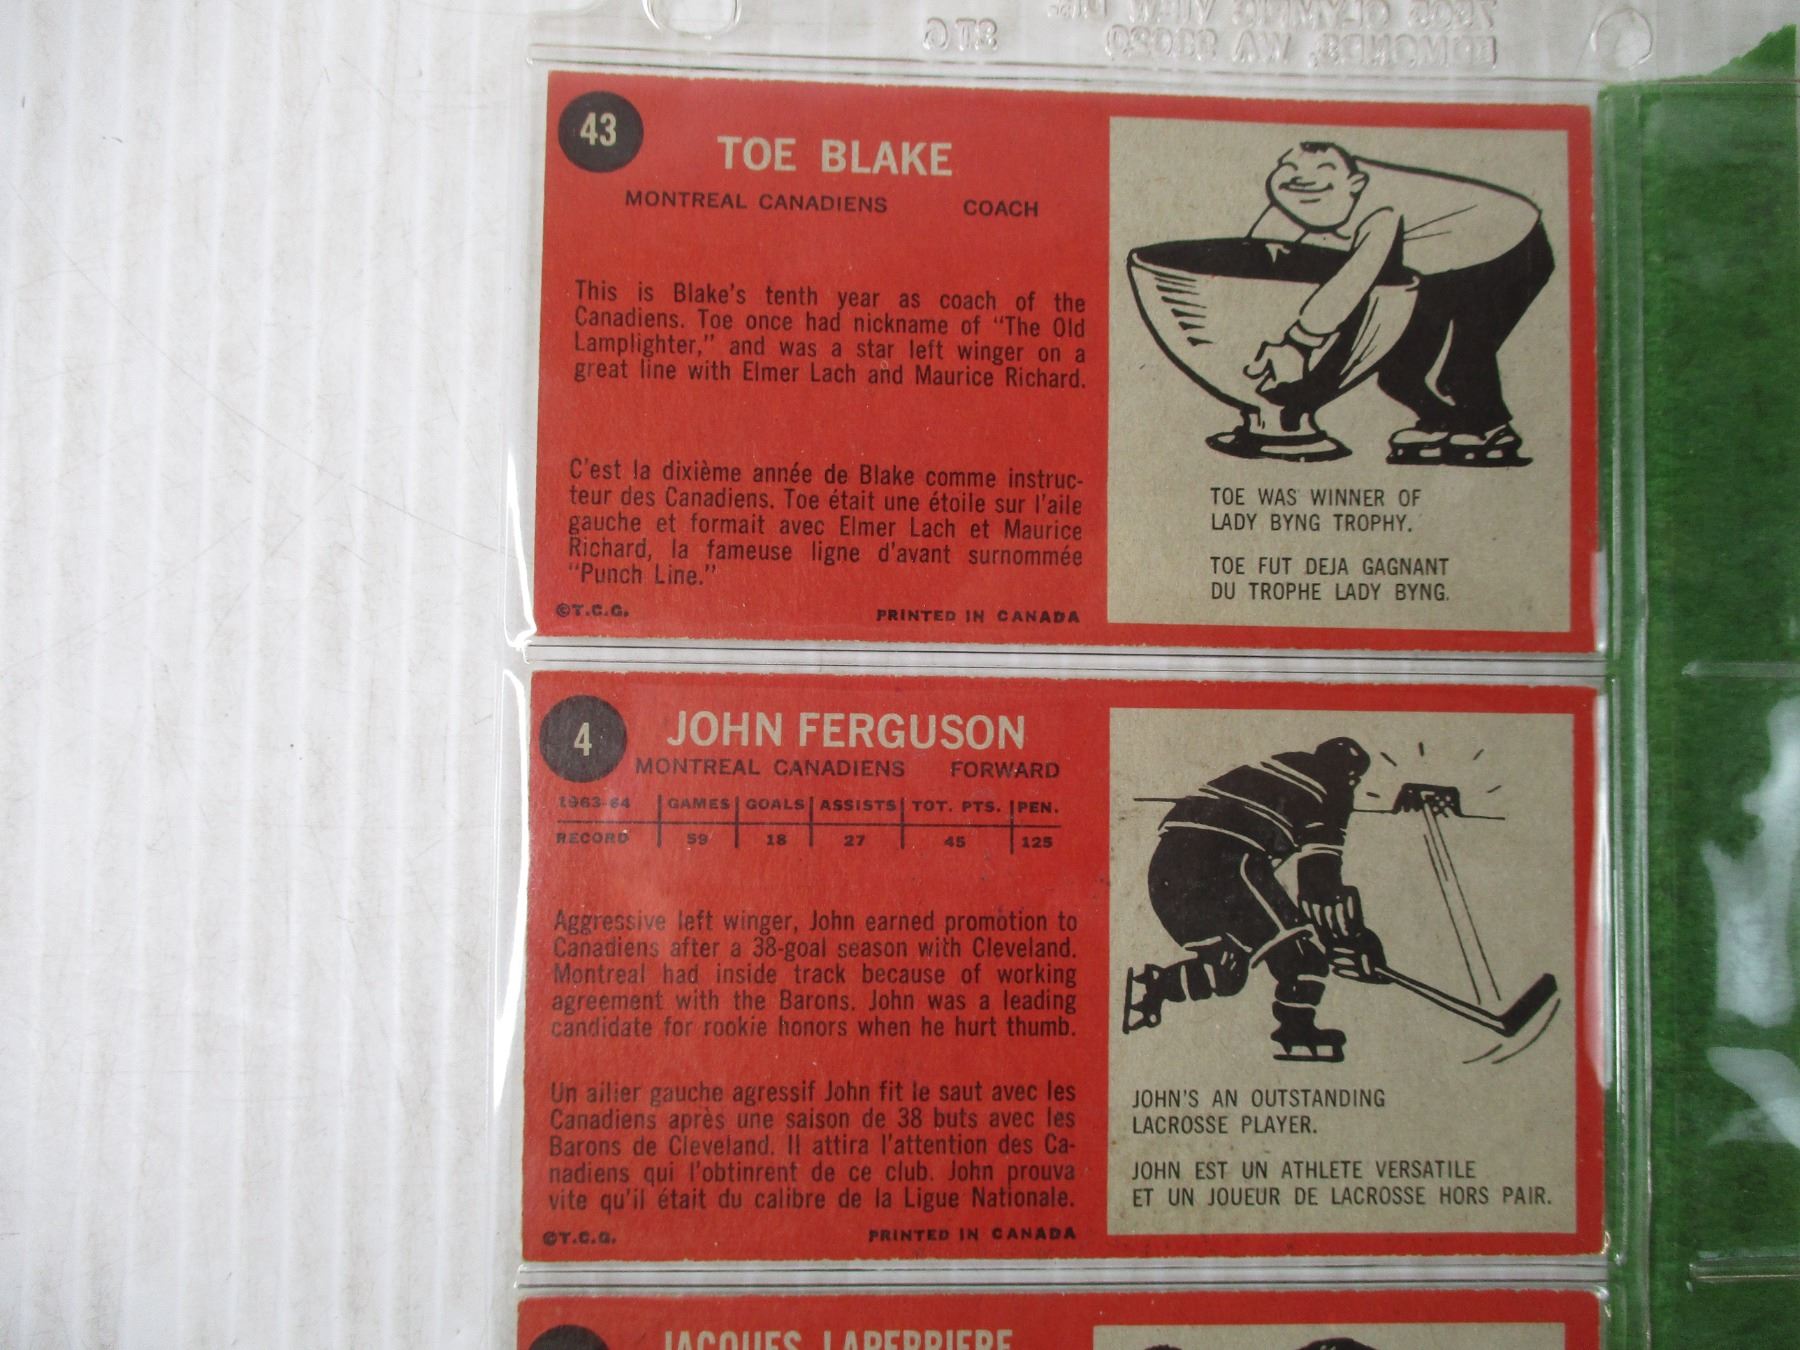 43
TOE BLAKE
MONTREAL CANADIENS COACH
This is Blake's tenth year as coach of the
Canadiens. Toe once had nickname of "The Old
Lamplighter," and was a star left winger on a
great line with Elmer Lach and Maurice Richard.
C'est la dixième année de Blake comme instruc-
teur des Canadiens. Toe était une étoile sur l'aile
gauche et formait avec Elmer Lach et Maurice
Richard, la fameuse ligne d'avant surnommée
"Punch Line."
©T.C.G. PRINTED IN CANADA
TOE WAS WINNER OF
LADY BYNG TROPHY.
TOE FUT DEJA GAGNANT
DU TROPHE LADY BYNG.
4
JOHN FERGUSON
MONTREAL CANADIENS FORWARD
1963-64 GAMES GOALS ASSISTS TOT. PTS. PEN.
RECORD 59 18 27 45 125
Aggressive left winger, John earned promotion to
Canadiens after a 38-goal season with Cleveland.
Montreal had inside track because of working
agreement with the Barons. John was a leading
candidate for rookie honors when he hurt thumb.
Un ailier gauche agressif John fit le saut avec les
Canadiens après une saison de 38 buts avec les
Barons de Cleveland. Il attira l'attention des Ca-
nadiens qui l'obtinrent de ce club. John prouva
vite qu'il était du calibre de la Ligue Nationale.
©T.C.G. PRINTED IN CANADA
JOHN'S AN OUTSTANDING
LACROSSE PLAYER.
JOHN EST UN ATHLETE VERSATILE
ET UN JOUEUR DE LACROSSE HORS PAIR.
JACQUES LAPERRIERE